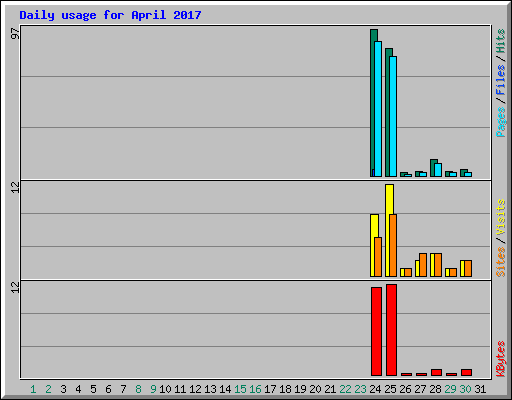 Daily usage for April 2017
97
Pages / Files / Hits
12
Sites / Visits
12
KBytes
1 2 3 4 5 6 7 8 9 10 11 12 13 14 15 16 17 18 19 20 21 22 23 24 25 26 27 28 29 30 31